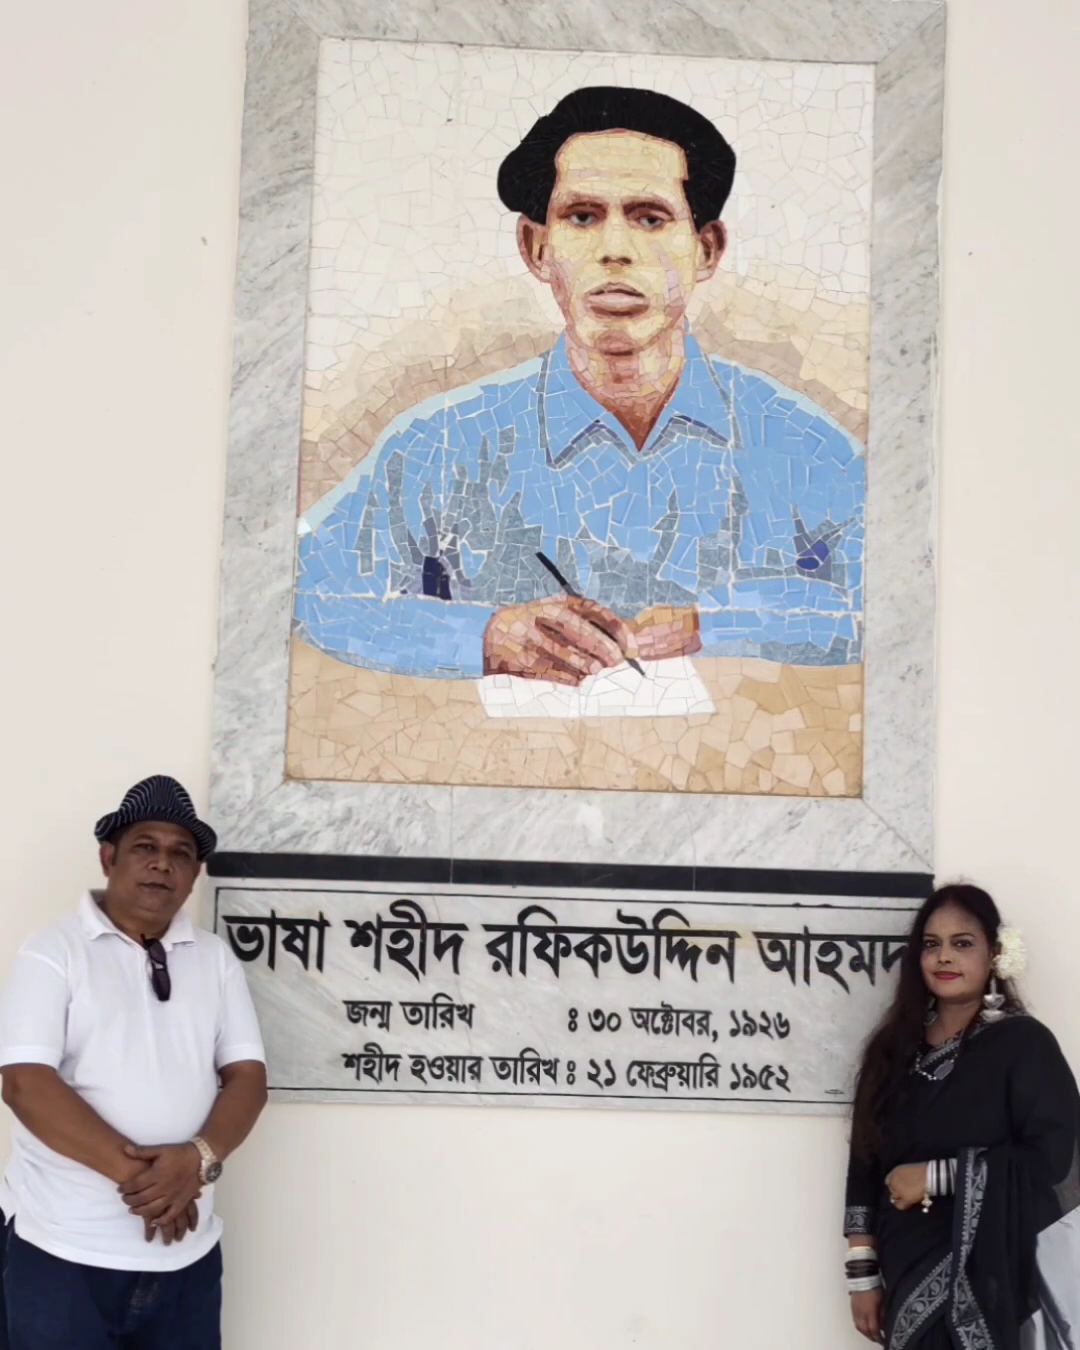 ভাষা শহীদ রফিকউদ্দিন আহমদ
জন্ম তারিখ : ৩০ অক্টোবর, ১৯২৬
শহীদ হওয়ার তারিখ : ২১ ফেব্রুয়ারি ১৯৫২